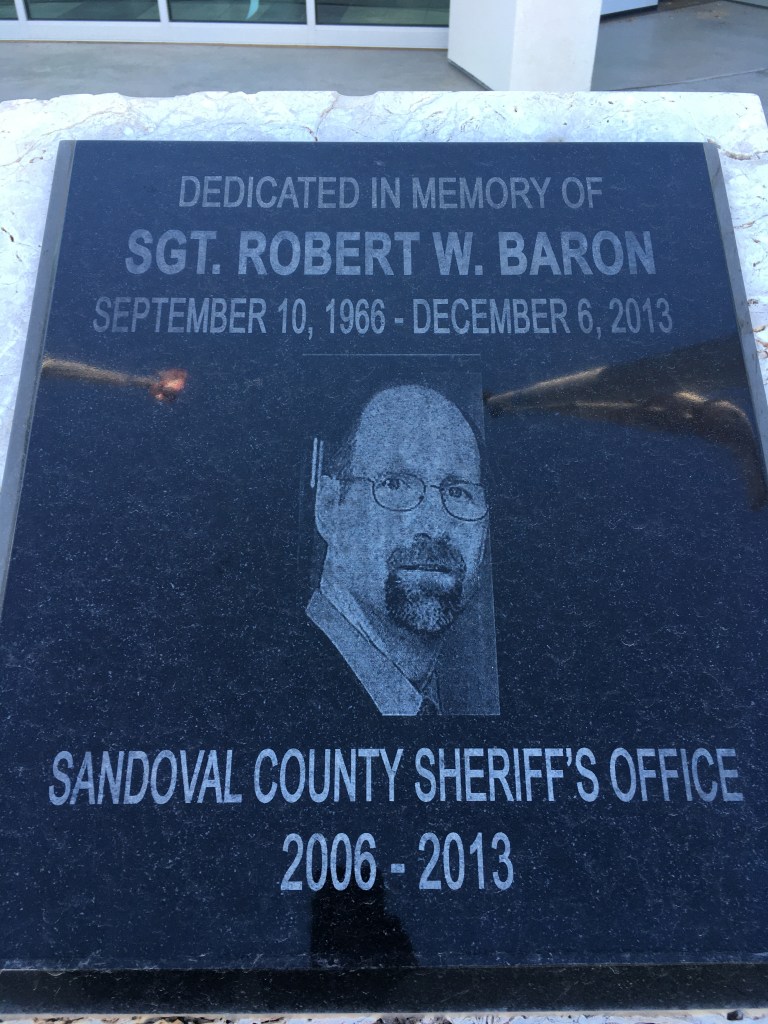 DEDICATED IN MEMORY OF
SGT. ROBERT W. BARON
SEPTEMBER 10, 1966 - DECEMBER 6, 2013
SANDOVAL COUNTY SHERIFF'S OFFICE
2006 - 2013